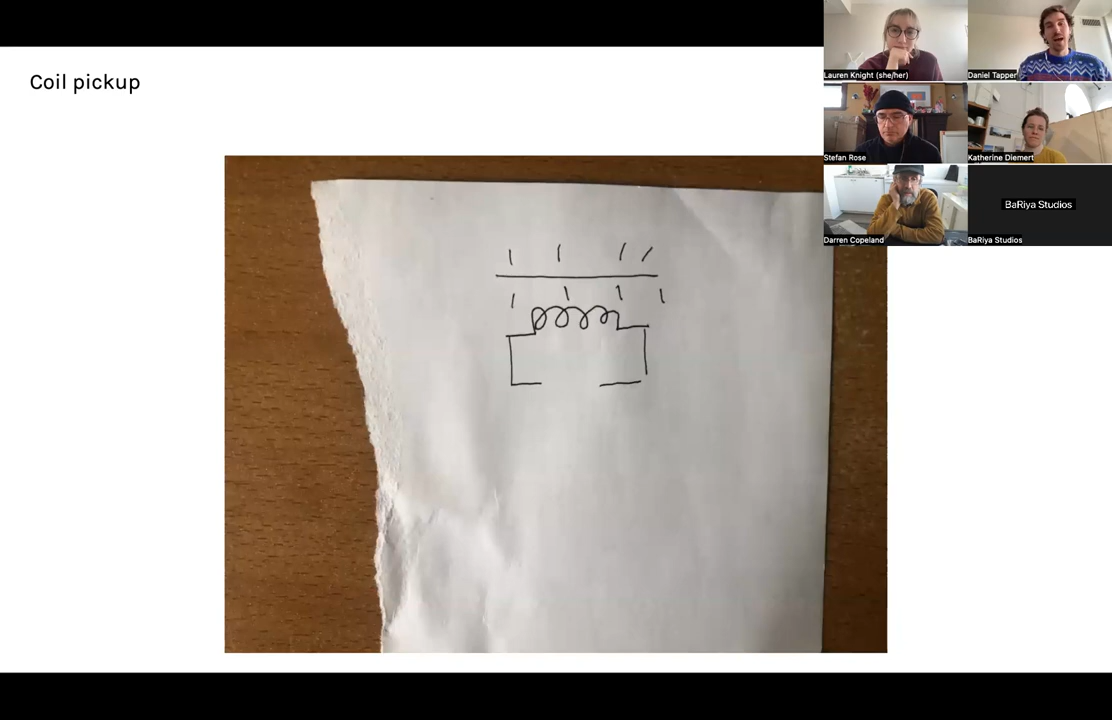 Coil pickup
Lauren Knight (she/her)
Daniel Tapper
Stefan Rose
Katherine Diemert
Darren Copeland
BaRiya Studios
BaRiya Studios